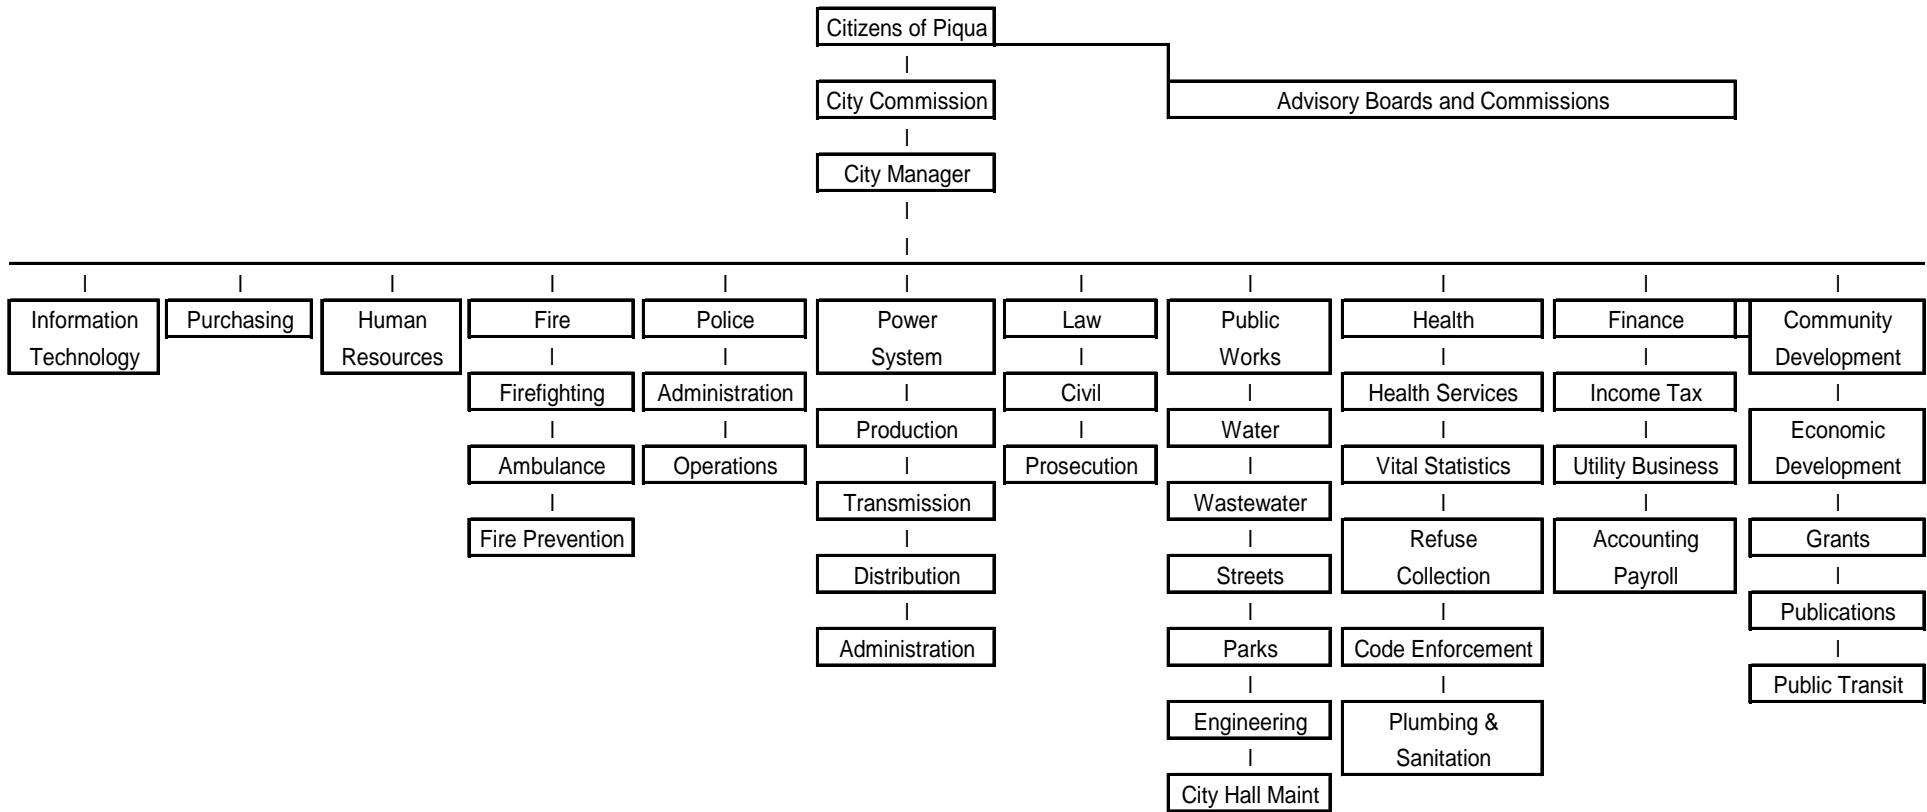 Citizens of Piqua
City Commission
Advisory Boards and Commissions
City Manager
Information
Technology
Purchasing
Human
Resources
Fire
Firefighting
Ambulance
Fire Prevention
Police
Administration
Operations
Power
System
Production
Transmission
Distribution
Administration
Law
Civil
Prosecution
Public
Works
Water
Wastewater
Streets
Parks
Engineering
City Hall Maint
Health
Health Services
Vital Statistics
Refuse
Collection
Code Enforcement
Plumbing &
Sanitation
Finance
Income Tax
Utility Business
Accounting
Payroll
Community
Development
Economic
Development
Grants
Publications
Public Transit